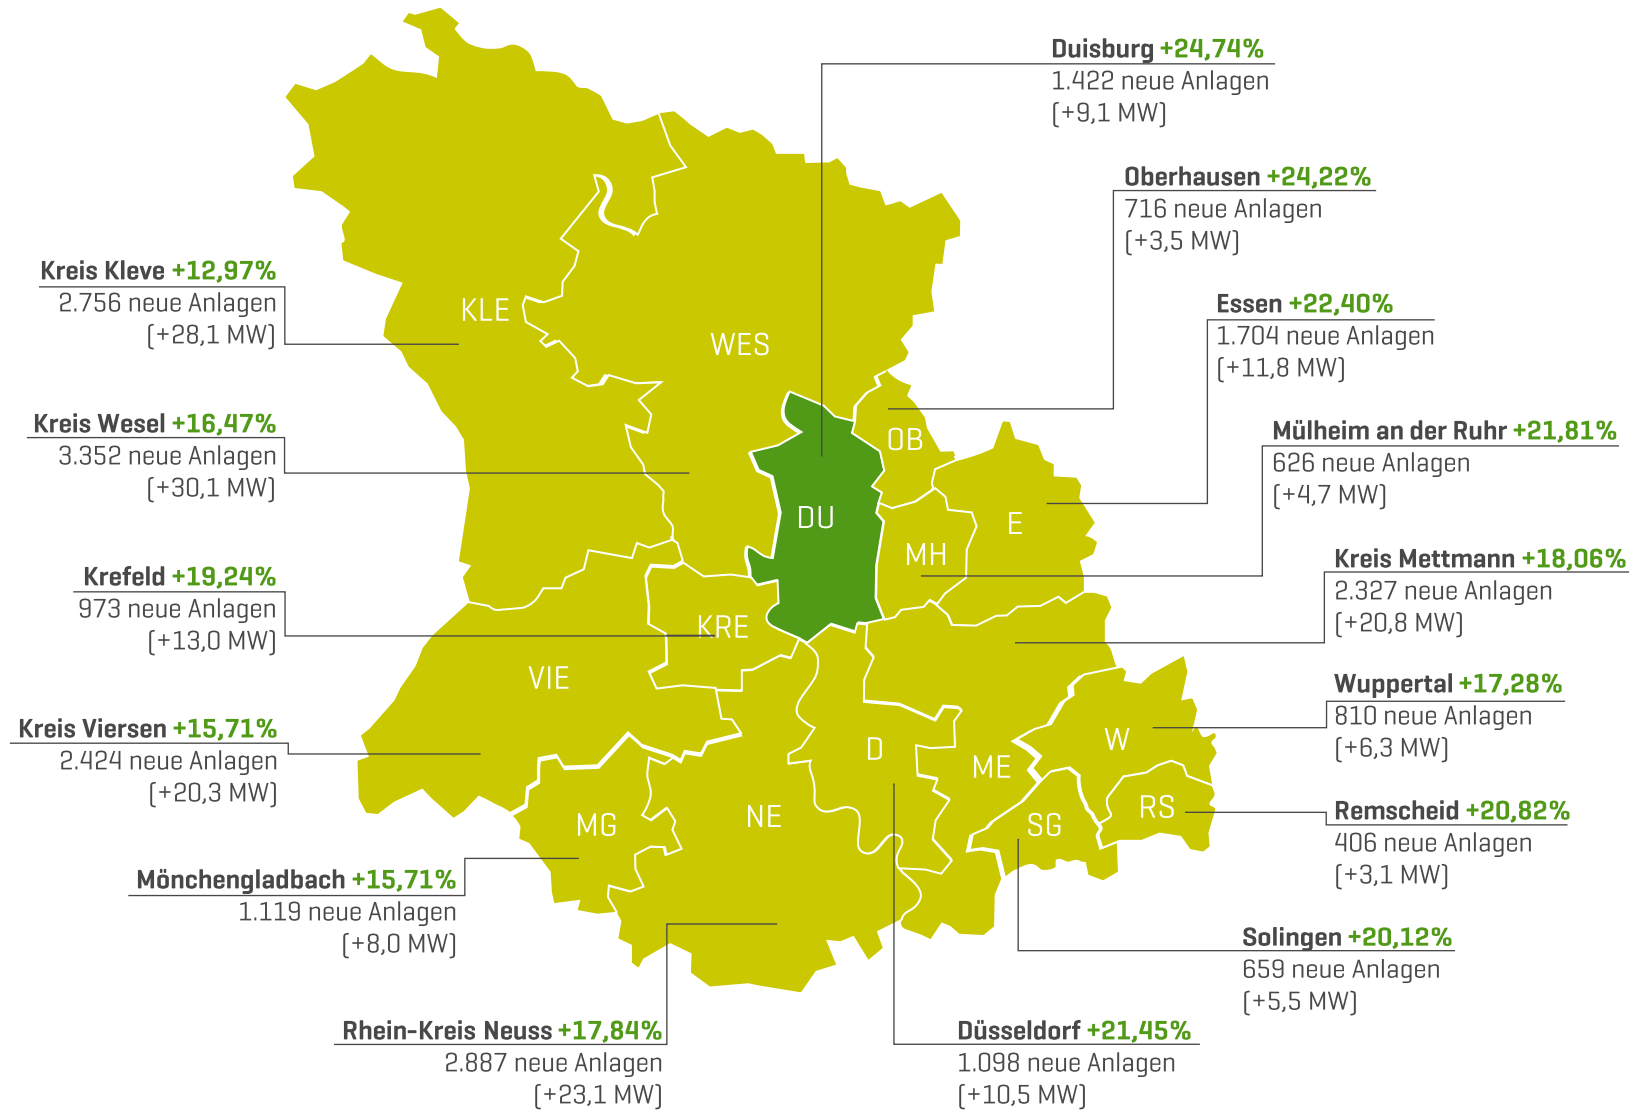 Duisburg +24,74%
1.422 neue Anlagen
(+9,1 MW)
Oberhausen +24,22%
716 neue Anlagen
(+3,5 MW)
Essen +22,40%
1.704 neue Anlagen
(+11,8 MW)
Mülheim an der Ruhr +21,81%
626 neue Anlagen
(+4,7 MW)
Kreis Mettmann +18,06%
2.327 neue Anlagen
(+20,8 MW)
Wuppertal +17,28%
810 neue Anlagen
(+6,3 MW)
Remscheid +20,82%
406 neue Anlagen
(+3,1 MW)
Solingen +20,12%
659 neue Anlagen
(+5,5 MW)
Düsseldorf +21,45%
1.098 neue Anlagen
(+10,5 MW)
Rhein-Kreis Neuss +17,84%
2.887 neue Anlagen
(+23,1 MW)
Mönchengladbach +15,71%
1.119 neue Anlagen
(+8,0 MW)
Kreis Viersen +15,71%
2.424 neue Anlagen
(+20,3 MW)
Krefeld +19,24%
973 neue Anlagen
(+13,0 MW)
Kreis Wesel +16,47%
3.352 neue Anlagen
(+30,1 MW)
Kreis Kleve +12,97%
2.756 neue Anlagen
(+28,1 MW)
KLE
WES
OB
DU
E
MH
KRE
VIE
D
W
ME
RS
NE
MG
SG